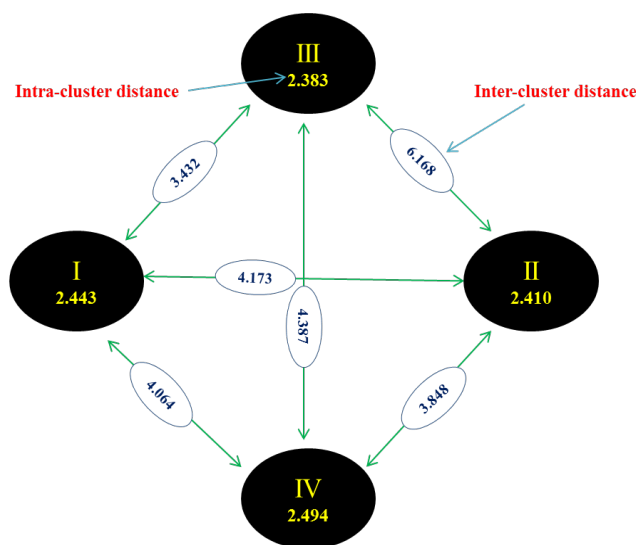 III
2.383
Intra-cluster distance
Inter-cluster distance
3.432
6.168
I
2.443
4.173
II
2.410
4.387
4.064
3.848
IV
2.494